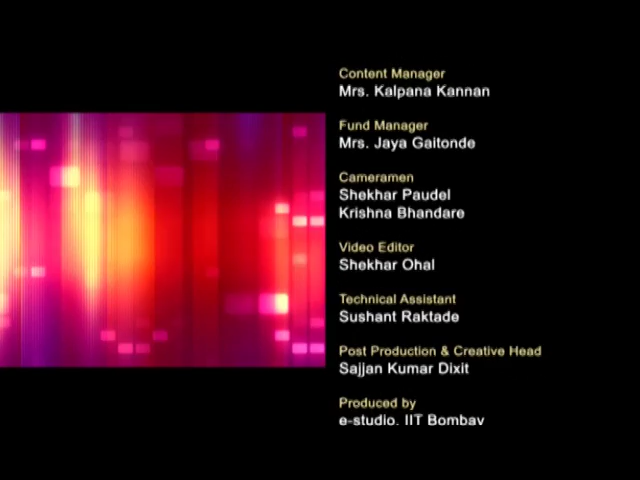 Content Manager
Mrs. Kalpana Kannan
Fund Manager
Mrs. Jaya Gaitonde
Cameramen
Shekhar Paudel
Krishna Bhandare
Video Editor
Shekhar Ohal
Technical Assistant
Sushant Raktade
Post Production & Creative Head
Sajjan Kumar Dixit
Produced by
e-studio, IIT Bombay